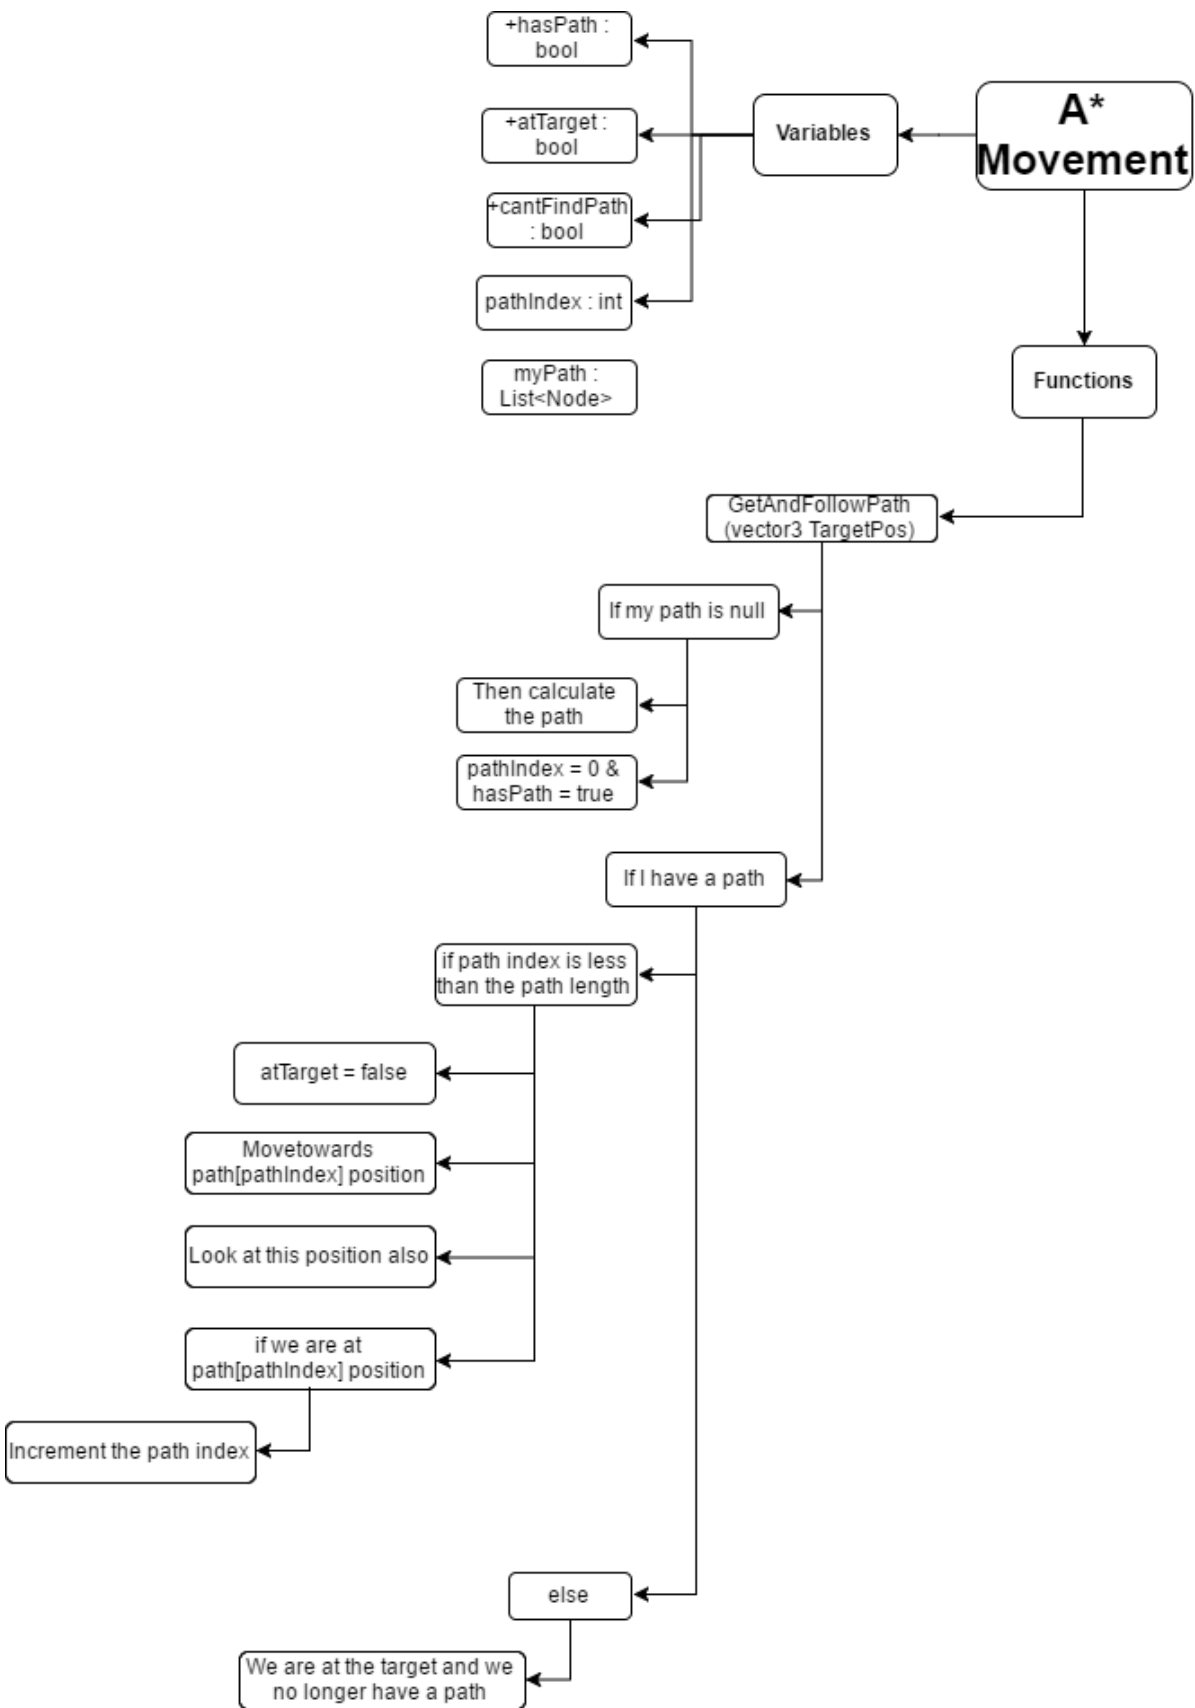 +hasPath :
bool
A*
Movement
+atTarget :
bool
Variables
+cantFindPath
: bool
pathIndex : int
myPath :
List<Node>
Functions
GetAndFollowPath
(vector3 TargetPos)
If my path is null
Then calculate
the path
pathIndex = 0 &
hasPath = true
If I have a path
if path index is less
than the path length
atTarget = false
Movetowards
path[pathIndex] position
Look at this position also
if we are at
path[pathIndex] position
Increment the path index
else
We are at the target and we
no longer have a path